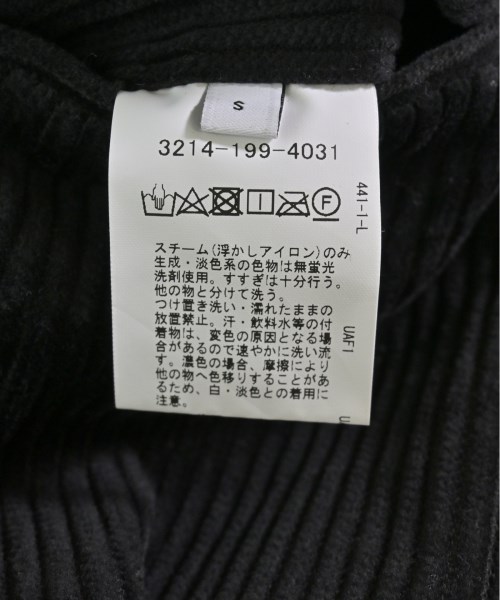 S
3214-199-4031
F
スチーム(浮かしアイロン)のみ
生成・淡色系の色物は無蛍光
洗剤使用。すすぎは十分行う。
他の物と分けて洗う。
つけ置き洗い・濡れたままの
放置禁止。汗・飲料水等の付
着物は、変色の原因となる場
合があるので速やかに洗い流
す。濃色の場合、摩擦により
他の物へ色移りすることがあ
るため、白・淡色との着用に
注意。
441-1-L
UAF1
U